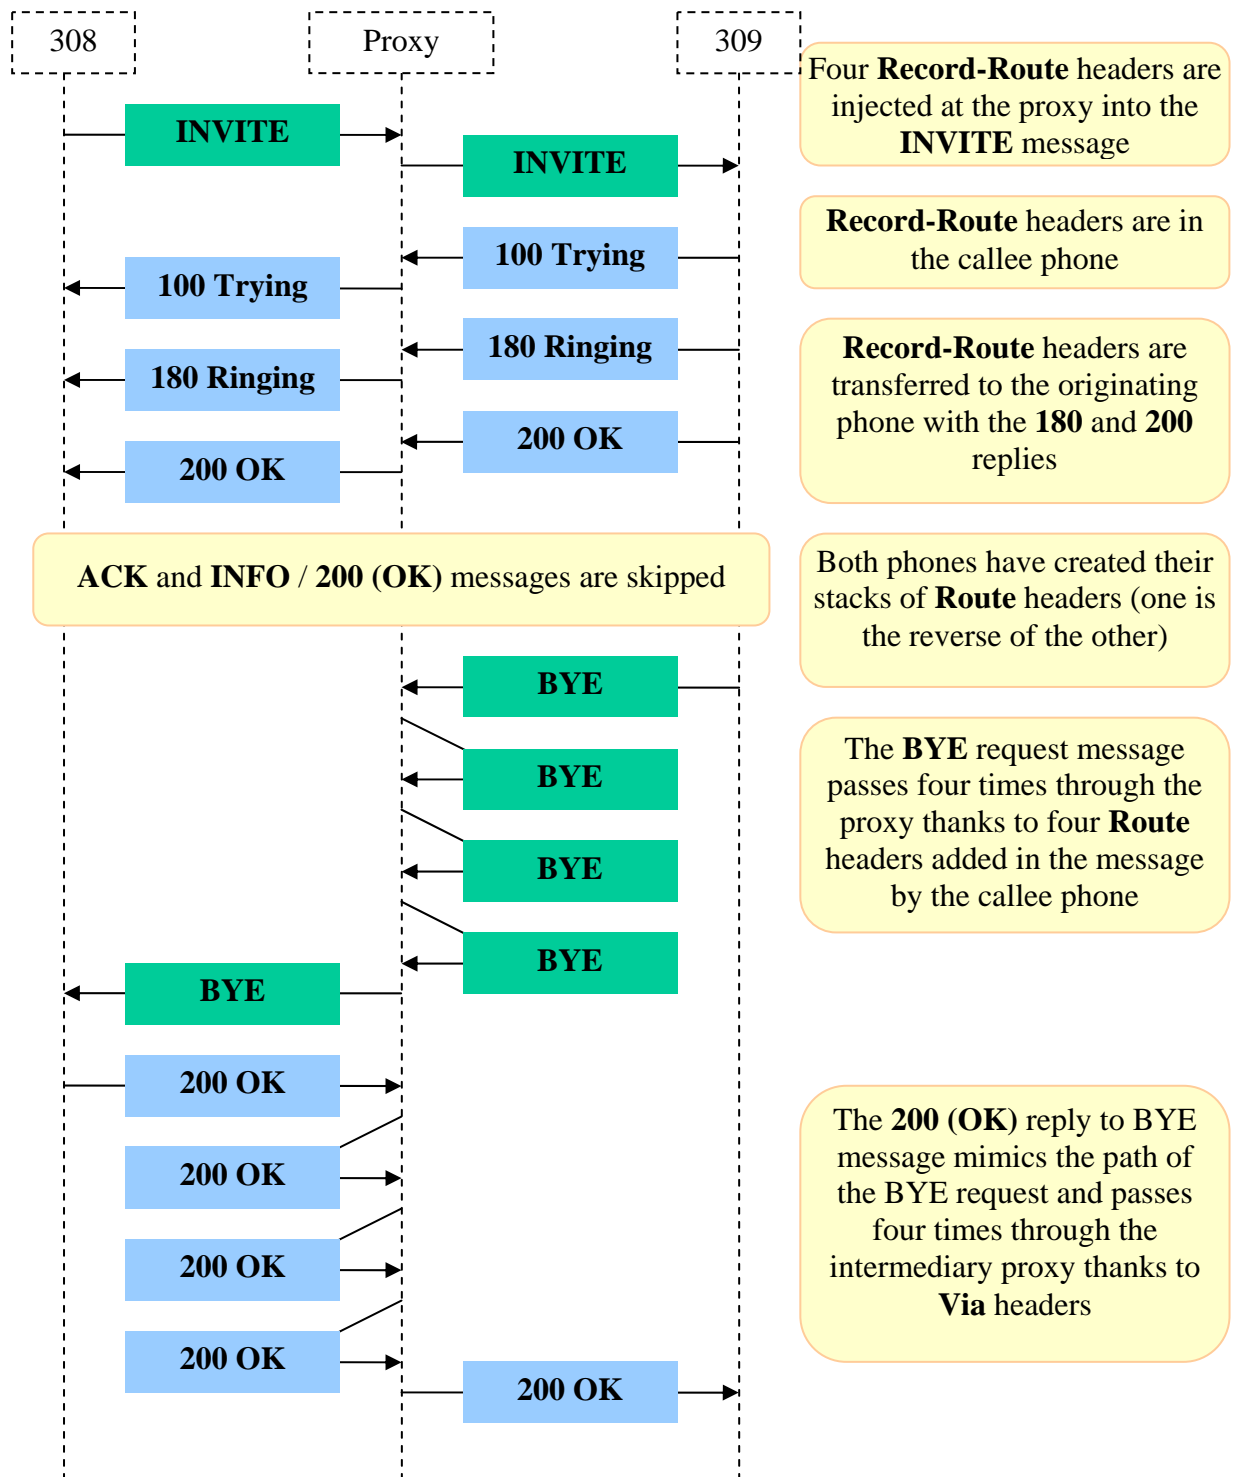 308
Proxy
309
Four Record-Route headers are
injected at the proxy into the
INVITE message
INVITE
INVITE
Record-Route headers are in
the callee phone
100 Trying
100 Trying
180 Ringing
180 Ringing
Record-Route headers are
transferred to the originating
phone with the 180 and 200
replies
200 OK
200 OK
ACK and INFO / 200 (OK) messages are skipped
Both phones have created their
stacks of Route headers (one is
the reverse of the other)
BYE
BYE
BYE
BYE
The BYE request message
passes four times through the
proxy thanks to four Route
headers added in the message
by the callee phone
BYE
200 OK
200 OK
200 OK
200 OK
200 OK
The 200 (OK) reply to BYE
message mimics the path of
the BYE request and passes
four times through the
intermediary proxy thanks to
Via headers